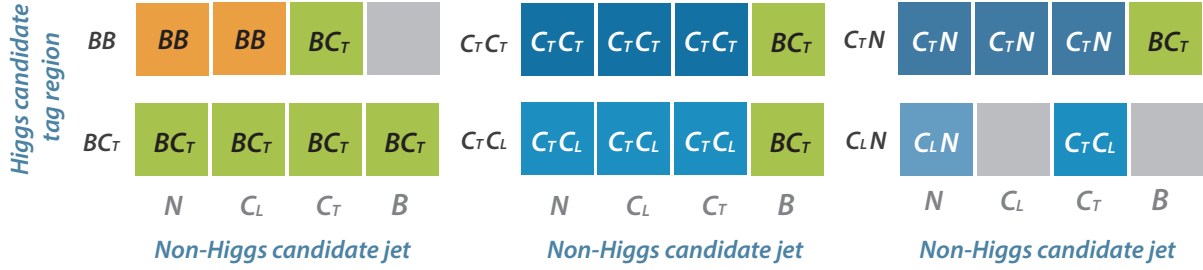 Higgs candidate
tag region
BB BB BB BCT
CTCT CTCT CTCT CTCT BCT
CTN CTN CTN CTN BCT
BCT BCT BCT BCT BCT
CTCL CTCL CTCL CTCL BCT
CLN CLN CTCL
N CL CT B
N CL CT B
N CL CT B
Non-Higgs candidate jet
Non-Higgs candidate jet
Non-Higgs candidate jet